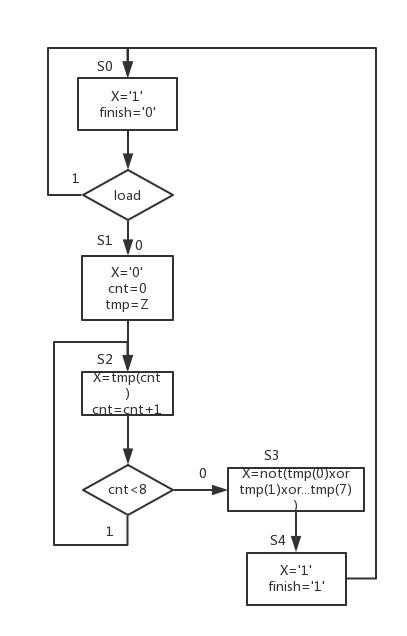 S0
X='1'
finish='0'
1
load
S1
0
X='0'
cnt=0
tmp=Z
S2
X=tmp(cnt
)
cnt=cnt+1
cnt<8
0
1
S3
X=not(tmp(0)xor
tmp(1)xor...tmp(7)
)
S4
X='1'
finish='1'